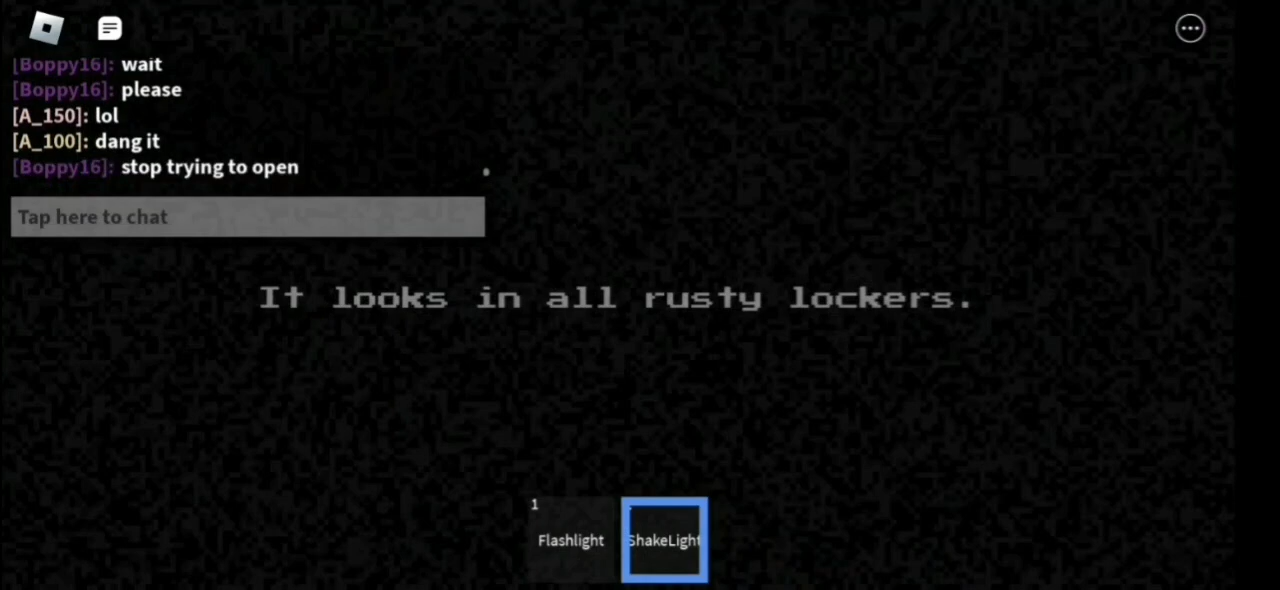 [Boppy16]: wait
[Boppy16]: please
[A_150]: lol
[A_100]: dang it
[Boppy16]: stop trying to open
Tap here to chat
It looks in all rusty lockers.
1
Flashlight
ShakeLight